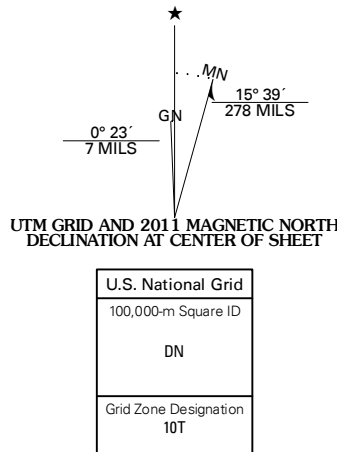 ★
MN
15° 39´
278 MILS
GN
0° 23´
7 MILS
UTM GRID AND 2011 MAGNETIC NORTH
DECLINATION AT CENTER OF SHEET
U.S. National Grid
100,000-m Square ID
DN
Grid Zone Designation
10T